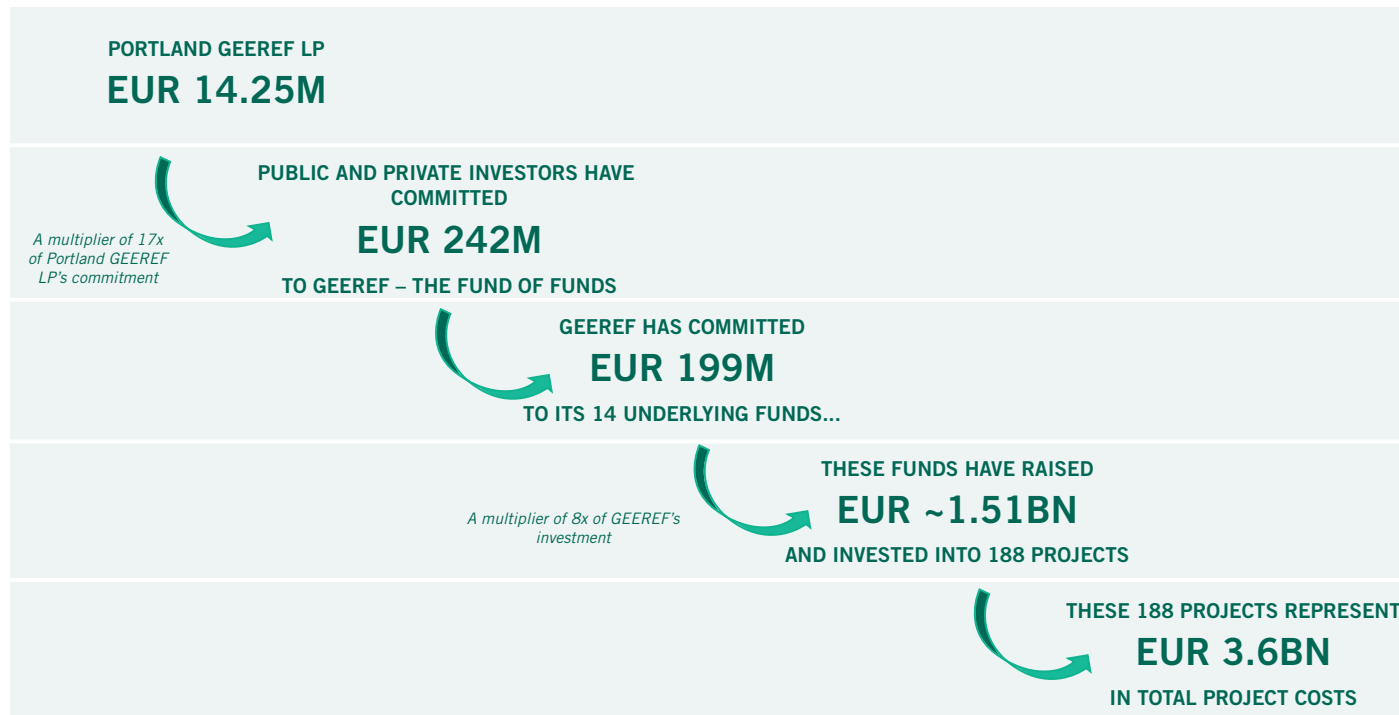 PORTLAND GEEREF LP
EUR 14.25M
PUBLIC AND PRIVATE INVESTORS HAVE
COMMITTED
EUR 242M
TO GEEREF – THE FUND OF FUNDS
A multiplier of 17x
of Portland GEEREF
LP's commitment
GEEREF HAS COMMITTED
EUR 199M
TO ITS 14 UNDERLYING FUNDS...
THESE FUNDS HAVE RAISED
EUR ~1.51BN
AND INVESTED INTO 188 PROJECTS
A multiplier of 8x of GEEREF's
investment
THESE 188 PROJECTS REPRESENT
EUR 3.6BN
IN TOTAL PROJECT COSTS